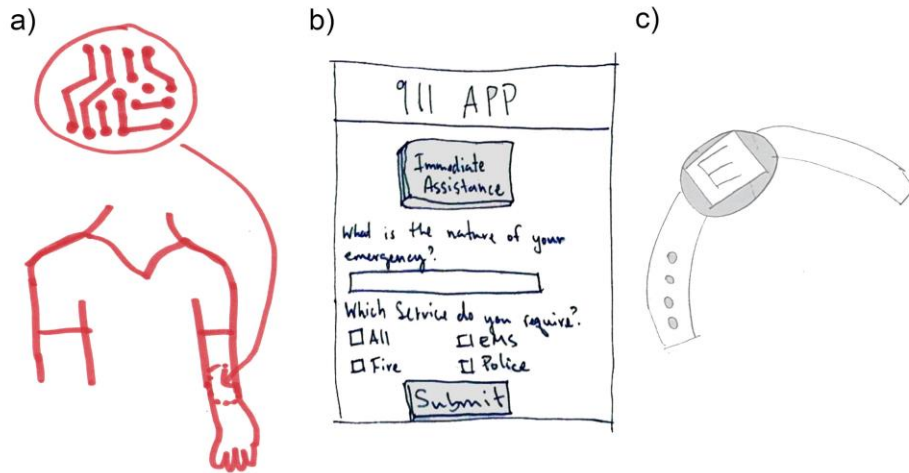 a)
b)
c)
911 APP
Immediate
Assistance
What is the nature of your
emergency?
Which Service do you require?
All
eMS
Fire
Police
Submit
E